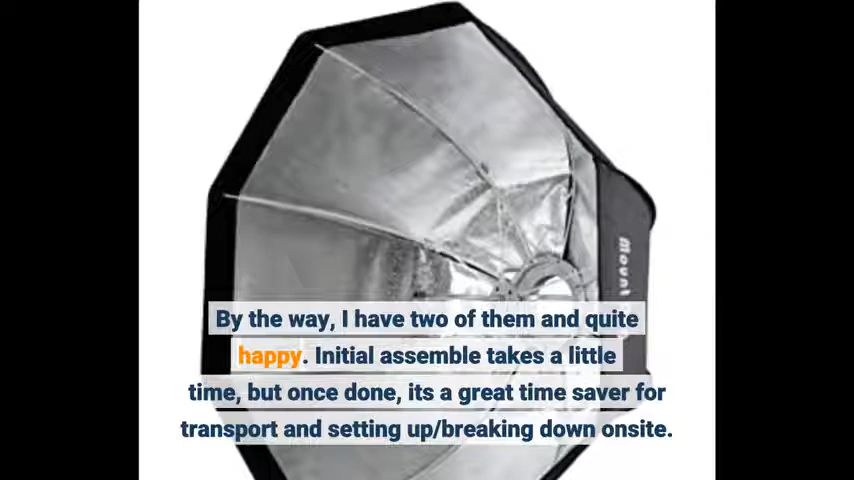 Mount
By the way, I have two of them and quite
happy. Initial assemble takes a little
time, but once done, its a great time saver for
transport and setting up/breaking down onsite.